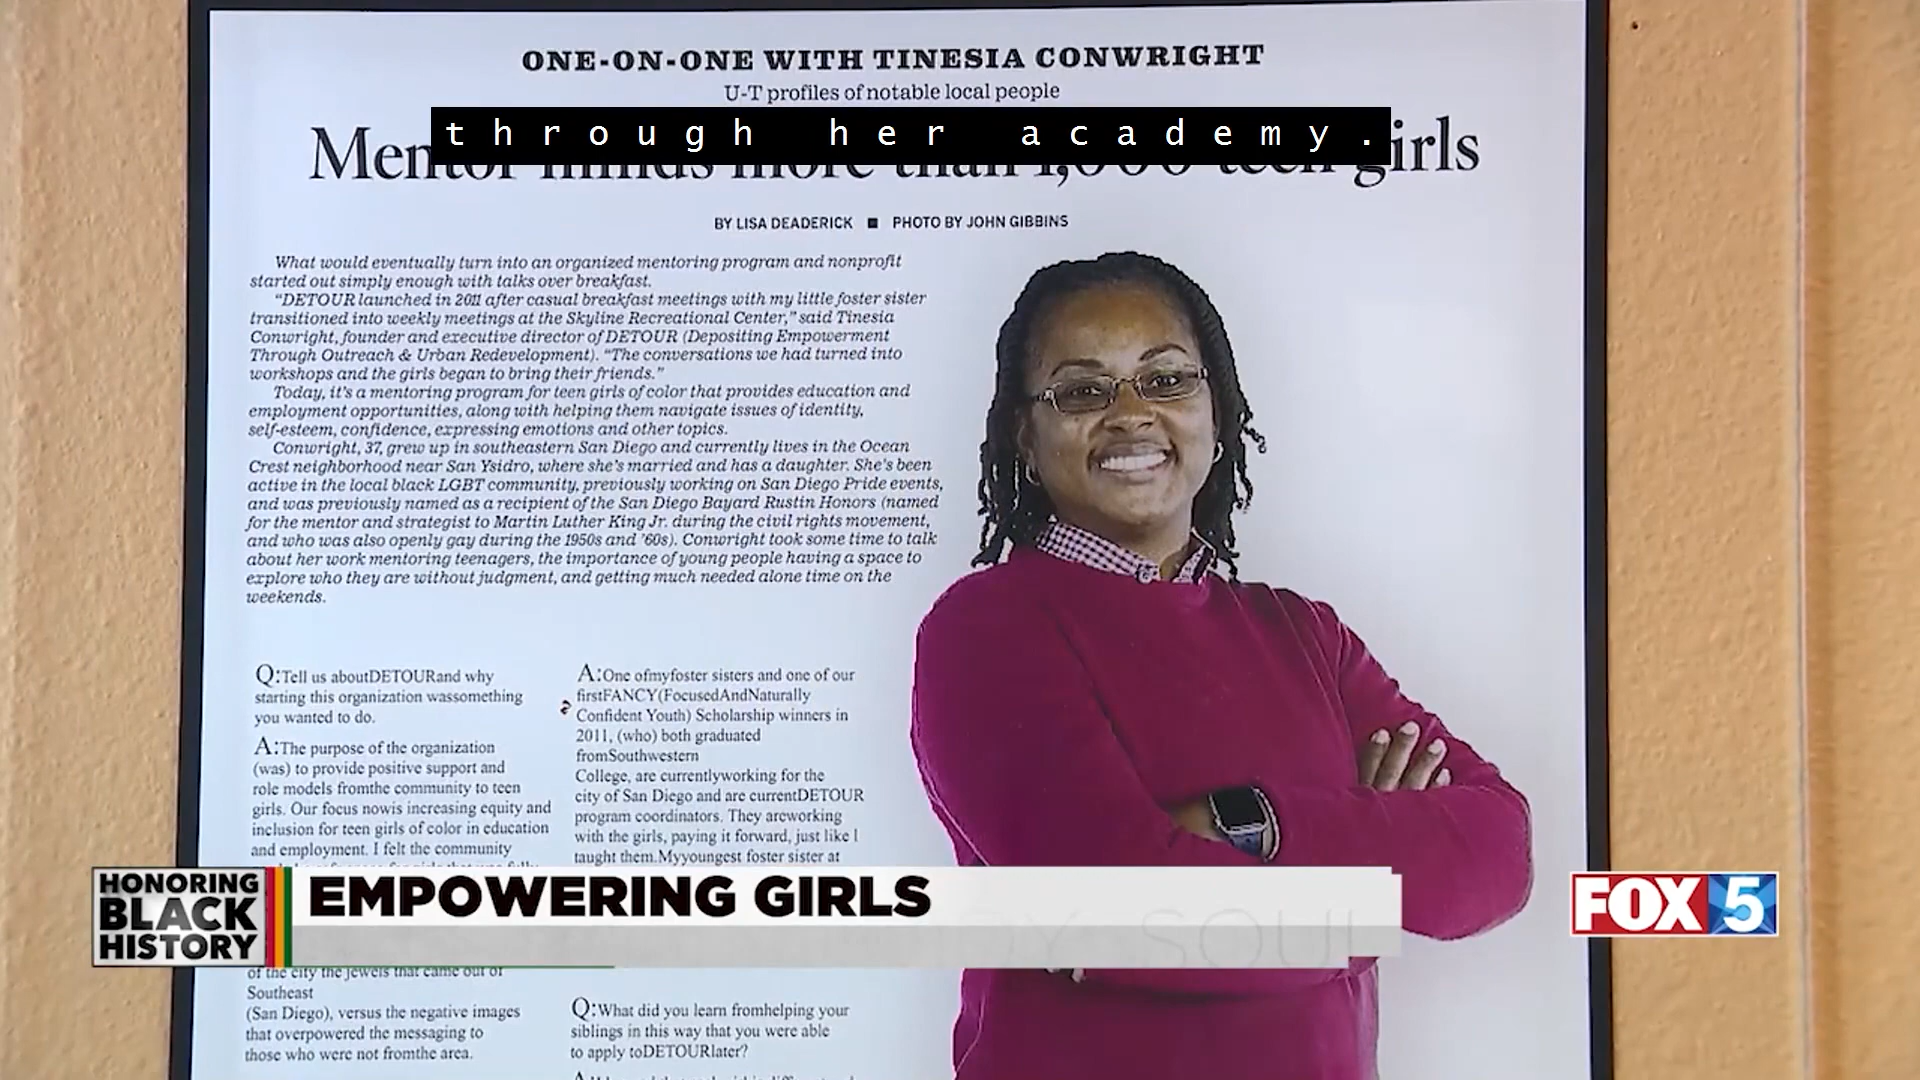 ONE-ON-ONE WITH TINESIA CONWRIGHT
U-T profiles of notable local people
through her academy.
Mentor minds more than 1,000 teen girls
BY LISA DEADERICK ■ PHOTO BY JOHN GIBBINS
What would eventually turn into an organized mentoring program and nonprofit
started out simply enough with talks over breakfast.
"DETOUR launched in 2011 after casual breakfast meetings with my little foster sister
transitioned into weekly meetings at the Skyline Recreational Center," said Tinesia
Conwright, founder and executive director of DETOUR (Depositing Empowerment
Through Outreach & Urban Redevelopment). "The conversations we had turned into
workshops and the girls began to bring their friends."
Today, it's a mentoring program for teen girls of color that provides education and
employment opportunities, along with helping them navigate issues of identity,
self-esteem, confidence, expressing emotions and other topics.
Conwright, 37, grew up in southeastern San Diego and currently lives in the Ocean
Crest neighborhood near San Ysidro, where she's married and has a daughter. She's been
active in the local black LGBT community, previously working on San Diego Pride events,
and was previously named as a recipient of the San Diego Bayard Rustin Honors (named
for the mentor and strategist to Martin Luther King Jr. during the civil rights movement,
and who was also openly gay during the 1950s and '60s). Conwright took some time to talk
about her work mentoring teenagers, the importance of young people having a space to
explore who they are without judgment, and getting much needed alone time on the
weekends.
Q:Tell us aboutDETOURand why
starting this organization wassomething
you wanted to do.
A:The purpose of the organization
(was) to provide positive support and
role models fromthe community to teen
girls. Our focus nowis increasing equity and
inclusion for teen girls of color in education
and employment. I felt the community
of the city the jewels that came out of
Southeast
(San Diego), versus the negative images
that overpowered the messaging to
those who were not fromthe area.
A:One ofmyfoster sisters and one of our
firstFANCY(FocusedAndNaturally
Confident Youth) Scholarship winners in
2011, (who) both graduated
fromSouthwestern
College, are currentlyworking for the
city of San Diego and are currentDETOUR
program coordinators. They areworking
with the girls, paying it forward, just like I
taught them.Myyoungest foster sister at
Q:What did you learn fromhelping your
siblings in this way that you were able
to apply toDETOURlater?
HONORING
BLACK
HISTORY
EMPOWERING GIRLS
FOX 5